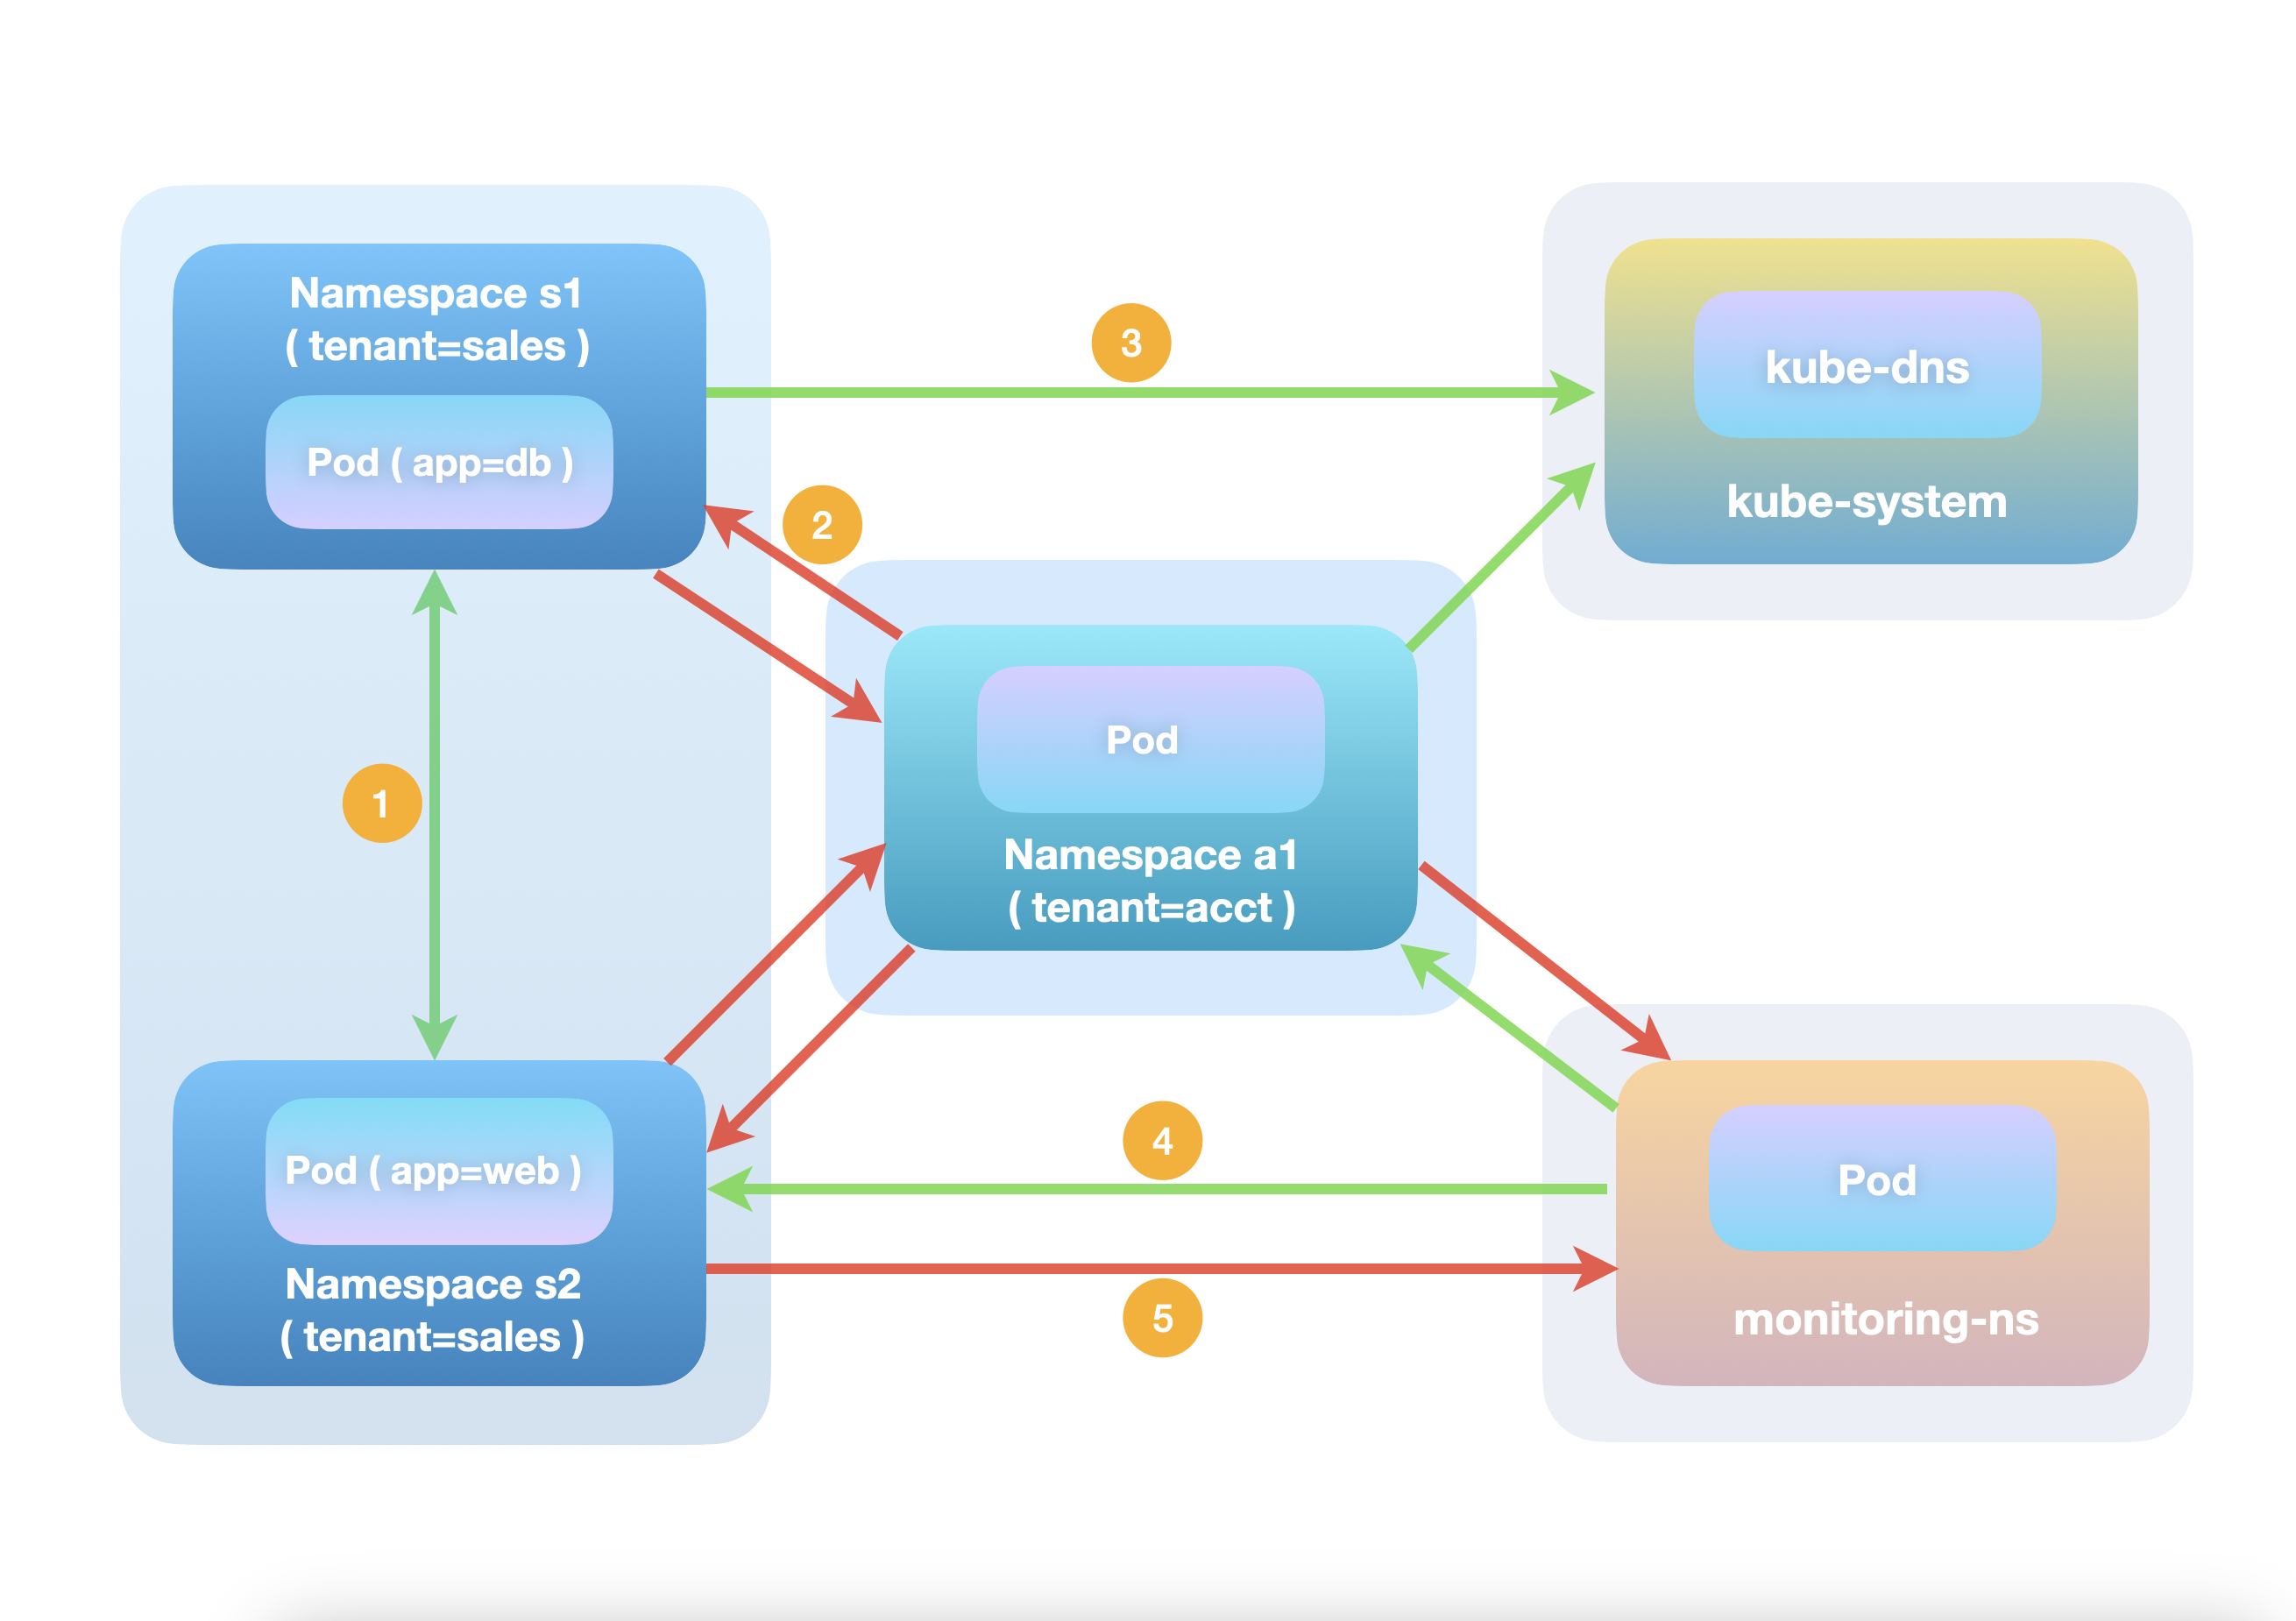 Namespace s1
( tenant=sales )
Pod ( app=db )
3
kube-dns
kube-system
2
Pod
Namespace a1
( tenant=acct )
1
Pod ( app=web )
Namespace s2
( tenant=sales )
4
5
Pod
monitoring-ns